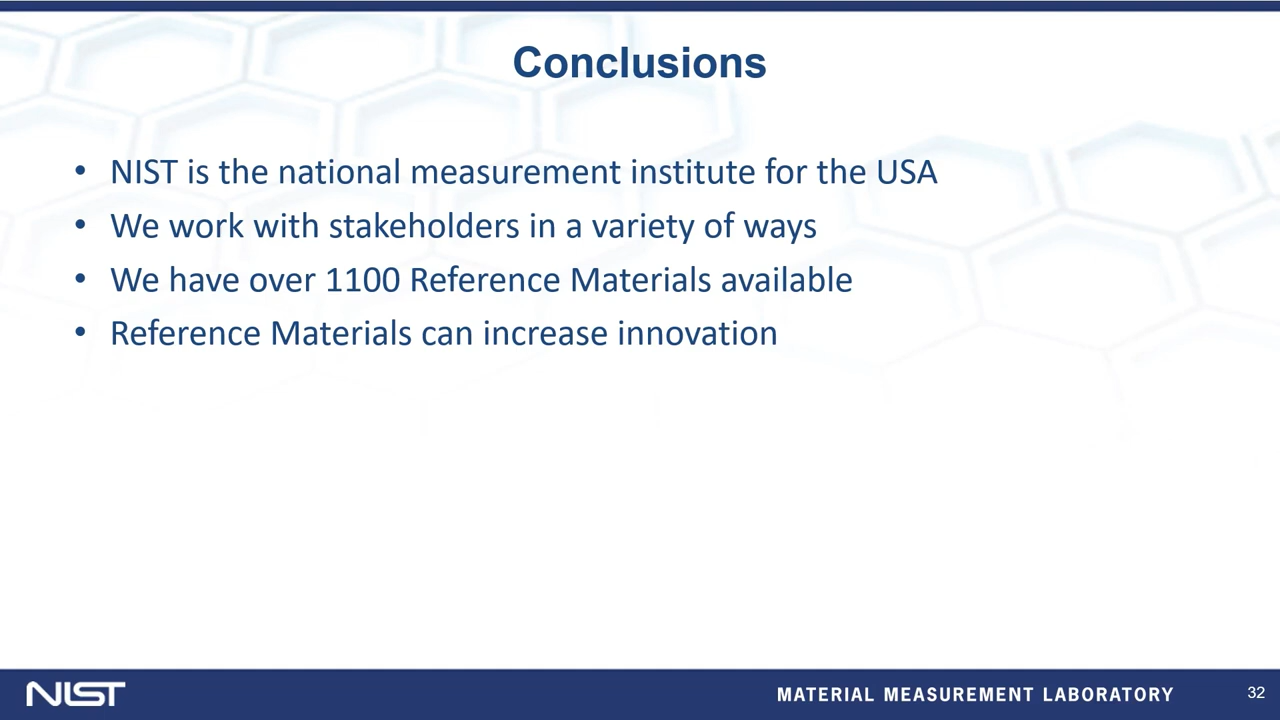 Conclusions
• NIST is the national measurement institute for the USA
• We work with stakeholders in a variety of ways
• We have over 1100 Reference Materials available
• Reference Materials can increase innovation
NIST
MATERIAL MEASUREMENT LABORATORY
32